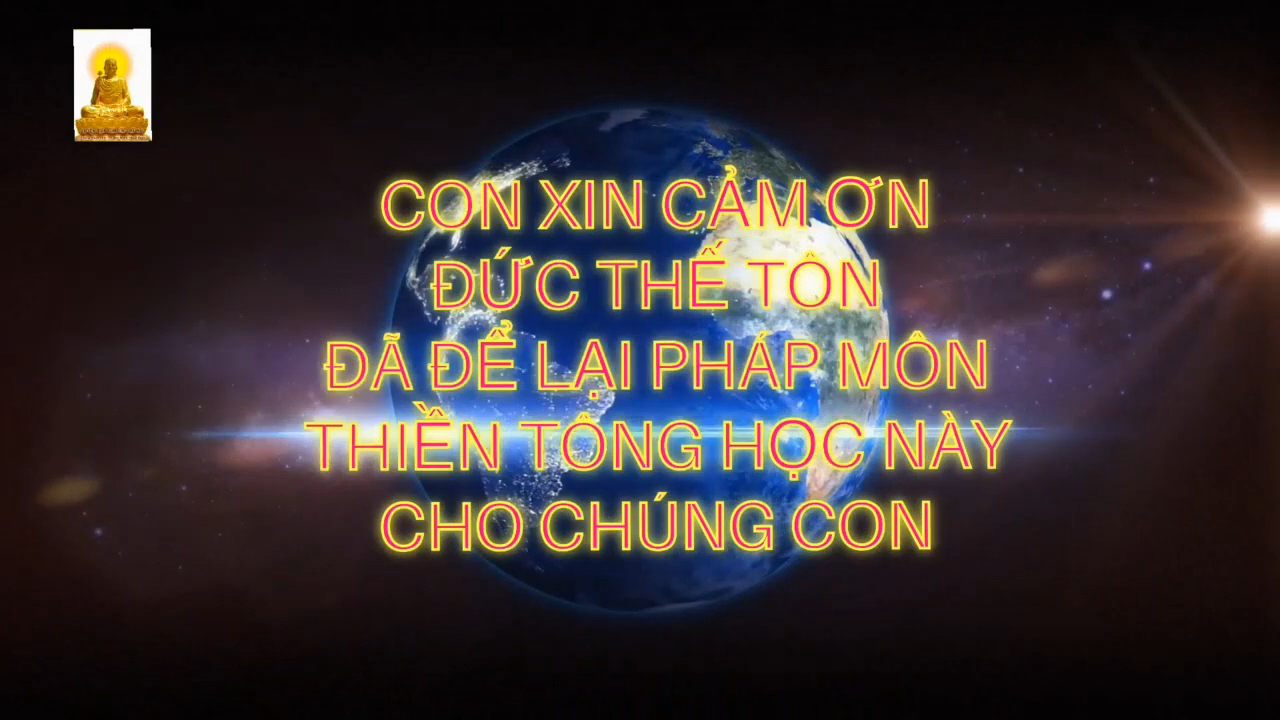 CON XIN CẢM ƠN
ĐỨC THẾ TÔN
ĐÃ ĐỂ LẠI PHÁP MÔN
THIỀN TÔNG HỌC NÀY
CHO CHÚNG CON